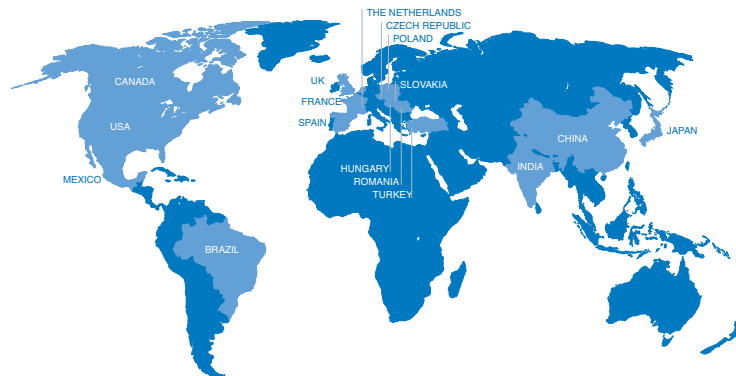 THE NETHERLANDS
CZECH REPUBLIC
POLAND
CANADA
UK
SLOVAKIA
FRANCE
USA
SPAIN
JAPAN
CHINA
HUNGARY
INDIA
MEXICO
ROMANIA
TURKEY
BRAZIL